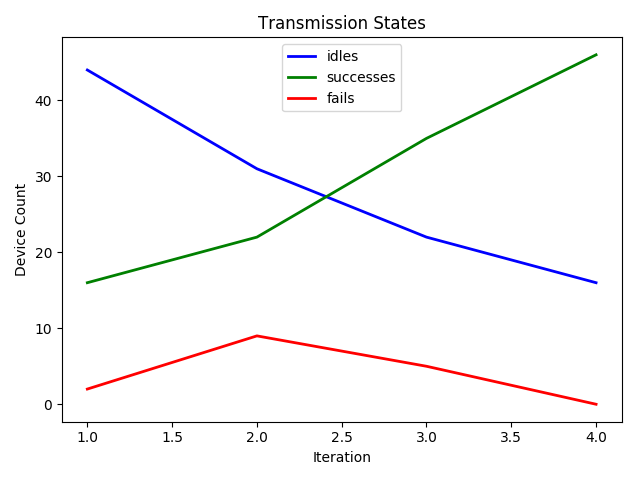 Transmission States
idles
successes
fails
Device Count
40
30
20
10
0
1.0 1.5 2.0 2.5 3.0 3.5 4.0
Iteration